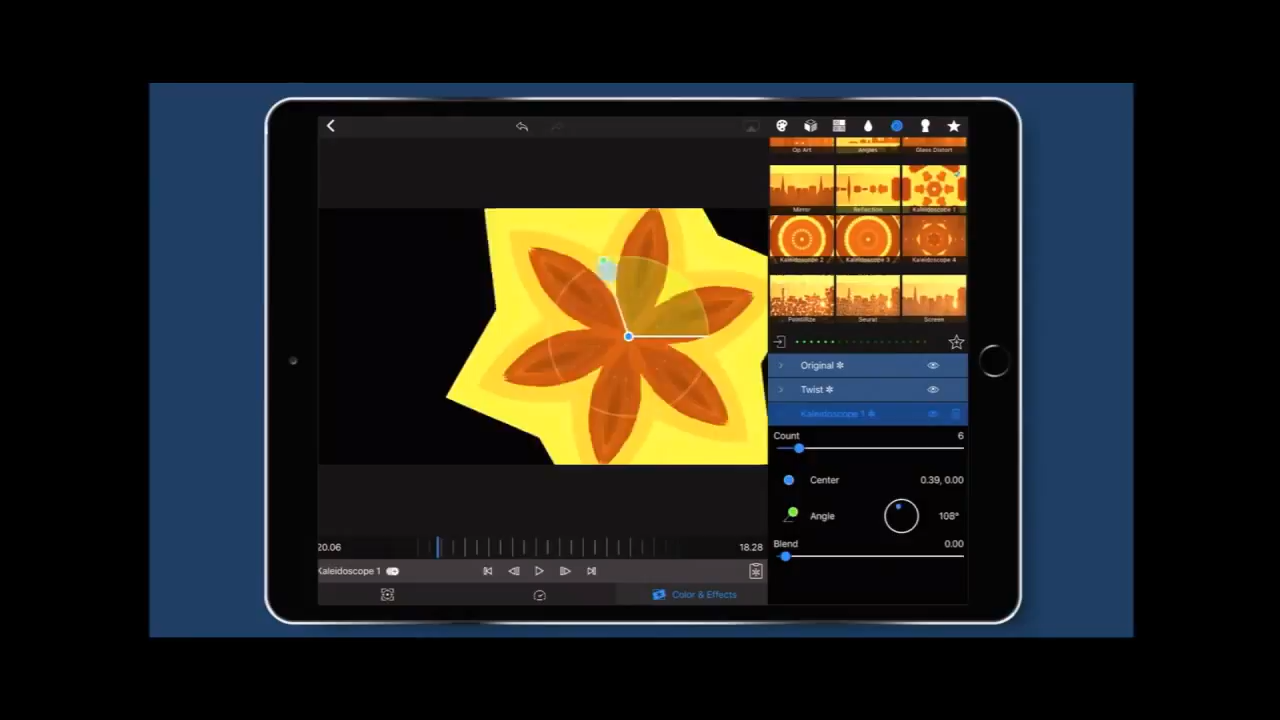 Op Art Angles Glass Distort
Mirror Reflection Kaleidoscope 1
Kaleidoscope 2 Kaleidoscope 3 Kaleidoscope 4
Pointillize Seurat Screen
Original ✻
Twist ✻
Kaleidoscope 1 ✻
Count 6
Center 0.39, 0.00
Angle 108°
Blend 0.00
20.06 18.28
Kaleidoscope 1
Color & Effects